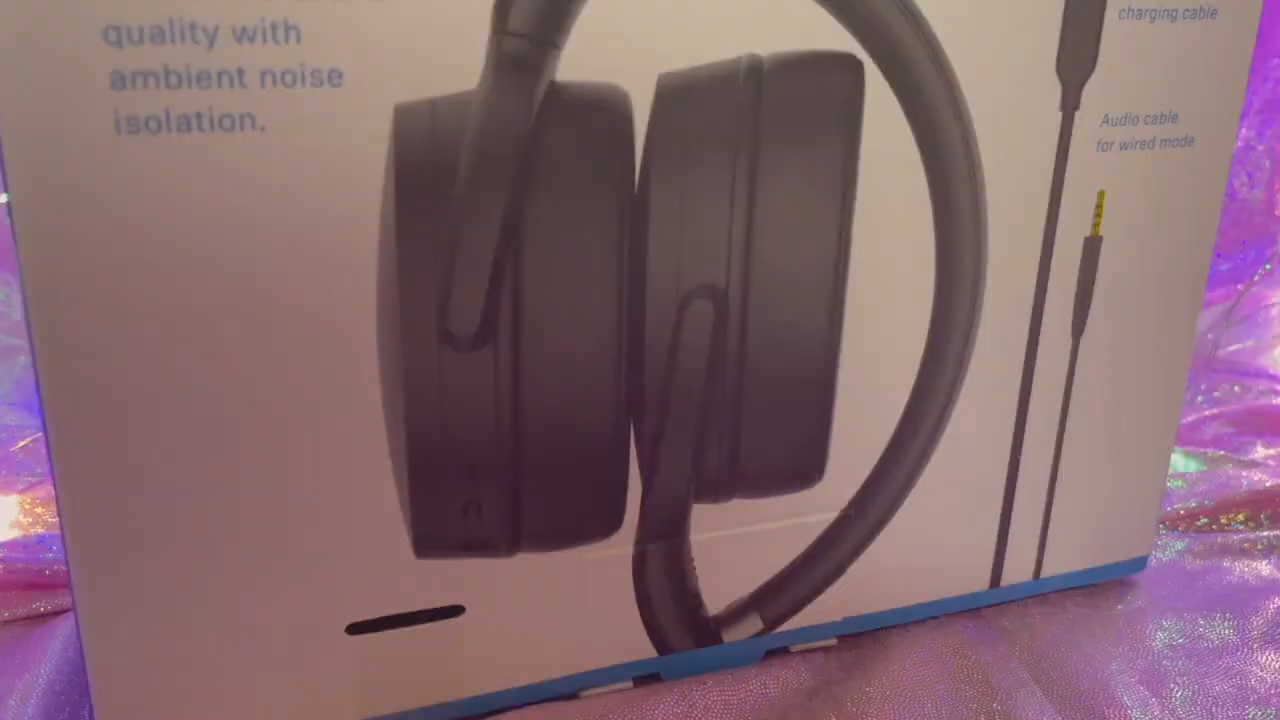 quality with
ambient noise
isolation.
charging cable
Audio cable
for wired mode